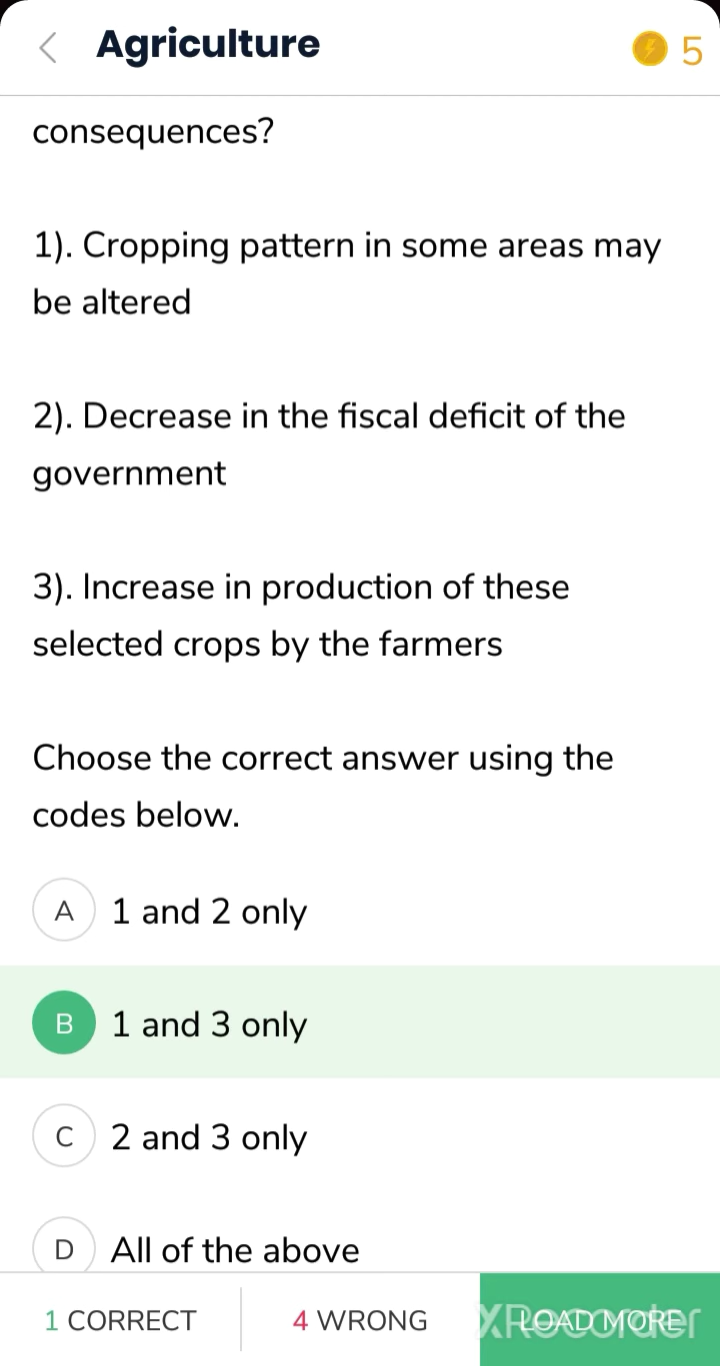 Agriculture
5
consequences?
1). Cropping pattern in some areas may
be altered
2). Decrease in the fiscal deficit of the
government
3). Increase in production of these
selected crops by the farmers
Choose the correct answer using the
codes below.
A 1 and 2 only
B 1 and 3 only
C 2 and 3 only
D All of the above
1 CORRECT
4 WRONG
LOAD MORE
XRecorder